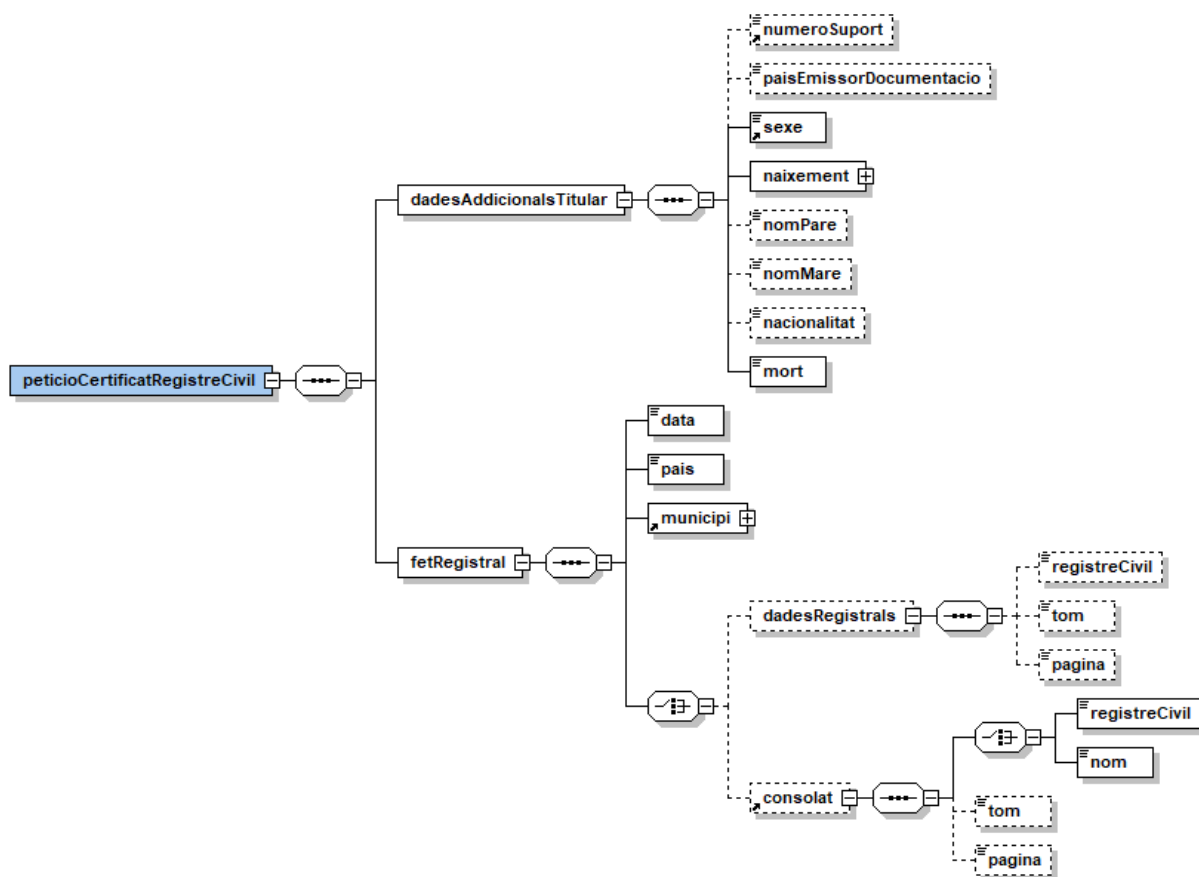 numeroSuport
paisEmissorDocumentacio
sexe
naixement
dadesAddicionalsTitular
nomPare
nomMare
nacionalitat
mort
peticioCertificatRegistreCivil
data
pais
municipi
fetRegistral
registreCivil
dadesRegistrals
tom
pagina
registreCivil
nom
consolat
tom
pagina